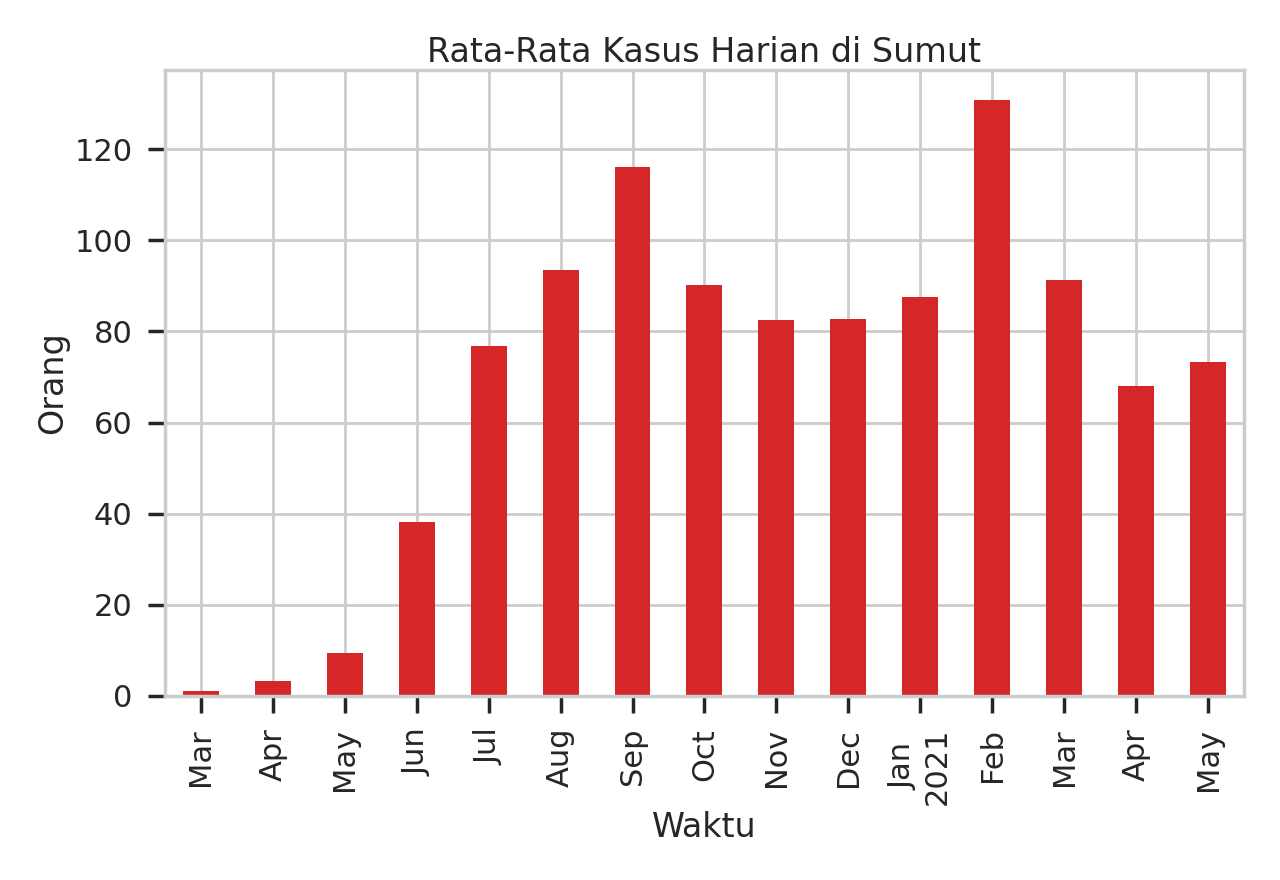 Rata-Rata Kasus Harian di Sumut
120
100
80
60
40
20
0
Orang
Mar
Apr
May
Jun
Jul
Aug
Sep
Oct
Nov
Dec
Jan
2021
Feb
Mar
Apr
May
Waktu